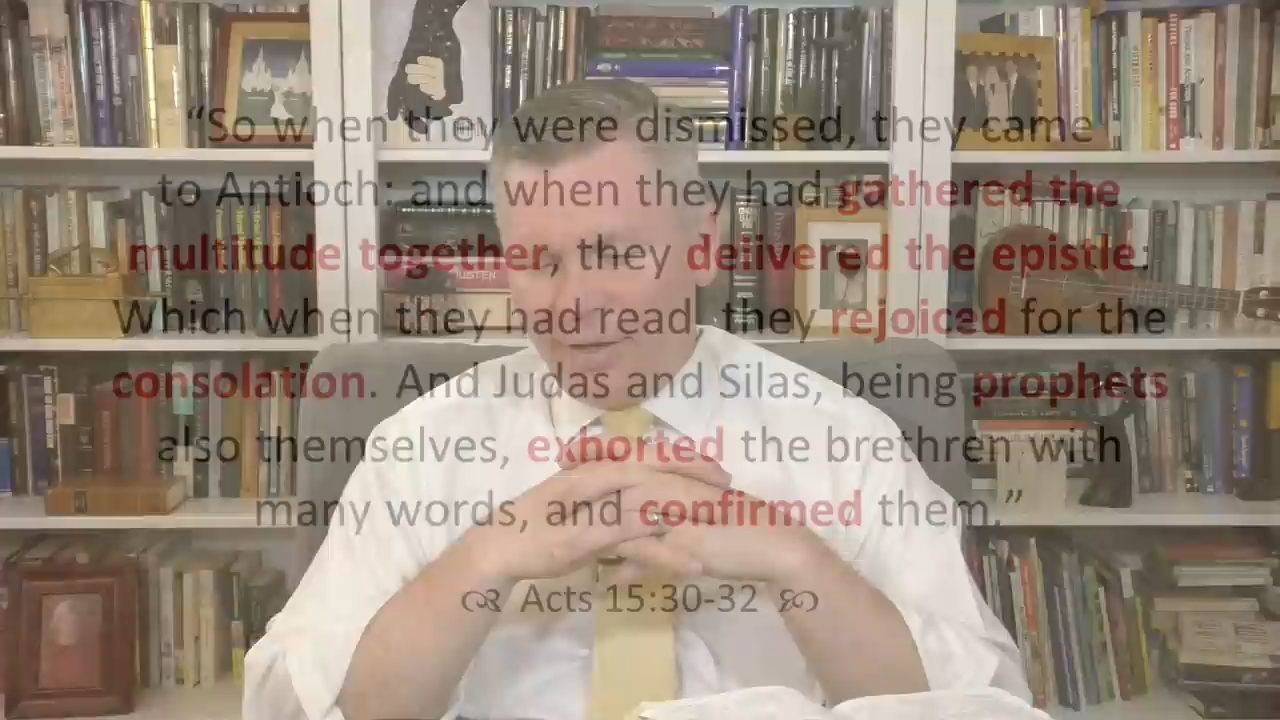 “So when they were dismissed, they came
to Antioch: and when they had gathered the
multitude together, they delivered the epistle
Which when they had read, they rejoiced for the
consolation. And Judas and Silas, being prophets
also themselves, exhorted the brethren with
many words, and confirmed them.”
Acts 15:30-32
LISTEN